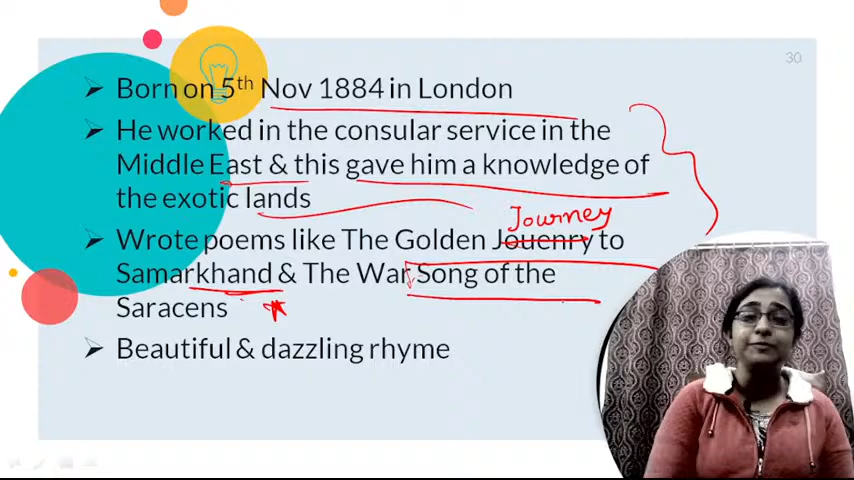 30
Born on 5th Nov 1884 in London
He worked in the consular service in the
Middle East & this gave him a knowledge of
the exotic lands
Journey
Wrote poems like The Golden Jouenry to
Samarkhand & The War Song of the
Saracens
Beautiful & dazzling rhyme